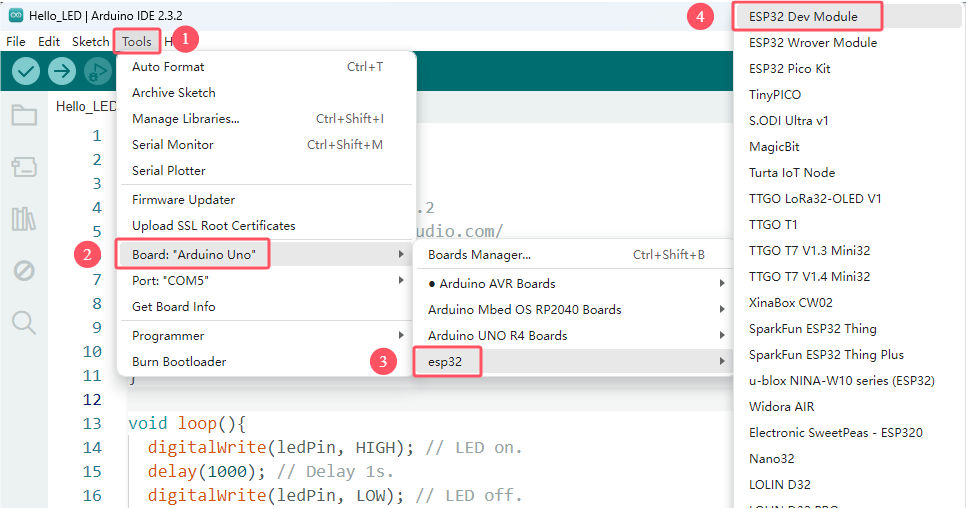 Hello_LED | Arduino IDE 2.3.2
File Edit Sketch Tools H
1
Auto Format Ctrl+T
Archive Sketch
Manage Libraries... Ctrl+Shift+I
Serial Monitor Ctrl+Shift+M
Serial Plotter
Firmware Updater
Upload SSL Root Certificates
2
Board: "Arduino Uno"
Port: "COM5"
Get Board Info
Programmer
Burn Bootloader
Boards Manager... Ctrl+Shift+B
● Arduino AVR Boards
Arduino Mbed OS RP2040 Boards
Arduino UNO R4 Boards
3
esp32
4
ESP32 Dev Module
ESP32 Wrover Module
ESP32 Pico Kit
TinyPICO
S.ODI Ultra v1
MagicBit
Turta IoT Node
TTGO LoRa32-OLED V1
TTGO T1
TTGO T7 V1.3 Mini32
TTGO T7 V1.4 Mini32
XinaBox CW02
SparkFun ESP32 Thing
SparkFun ESP32 Thing Plus
u-blox NINA-W10 series (ESP32)
Widora AIR
Electronic SweetPeas - ESP320
Nano32
LOLIN D32
LOLIN D32 PRO
Hello_LED
1
2
3
4 .2
5 udio.com/
6
7
8
9
10
11 }
12
13 void loop(){
14 digitalWrite(ledPin, HIGH); // LED on.
15 delay(1000); // Delay 1s.
16 digitalWrite(ledPin, LOW); // LED off.